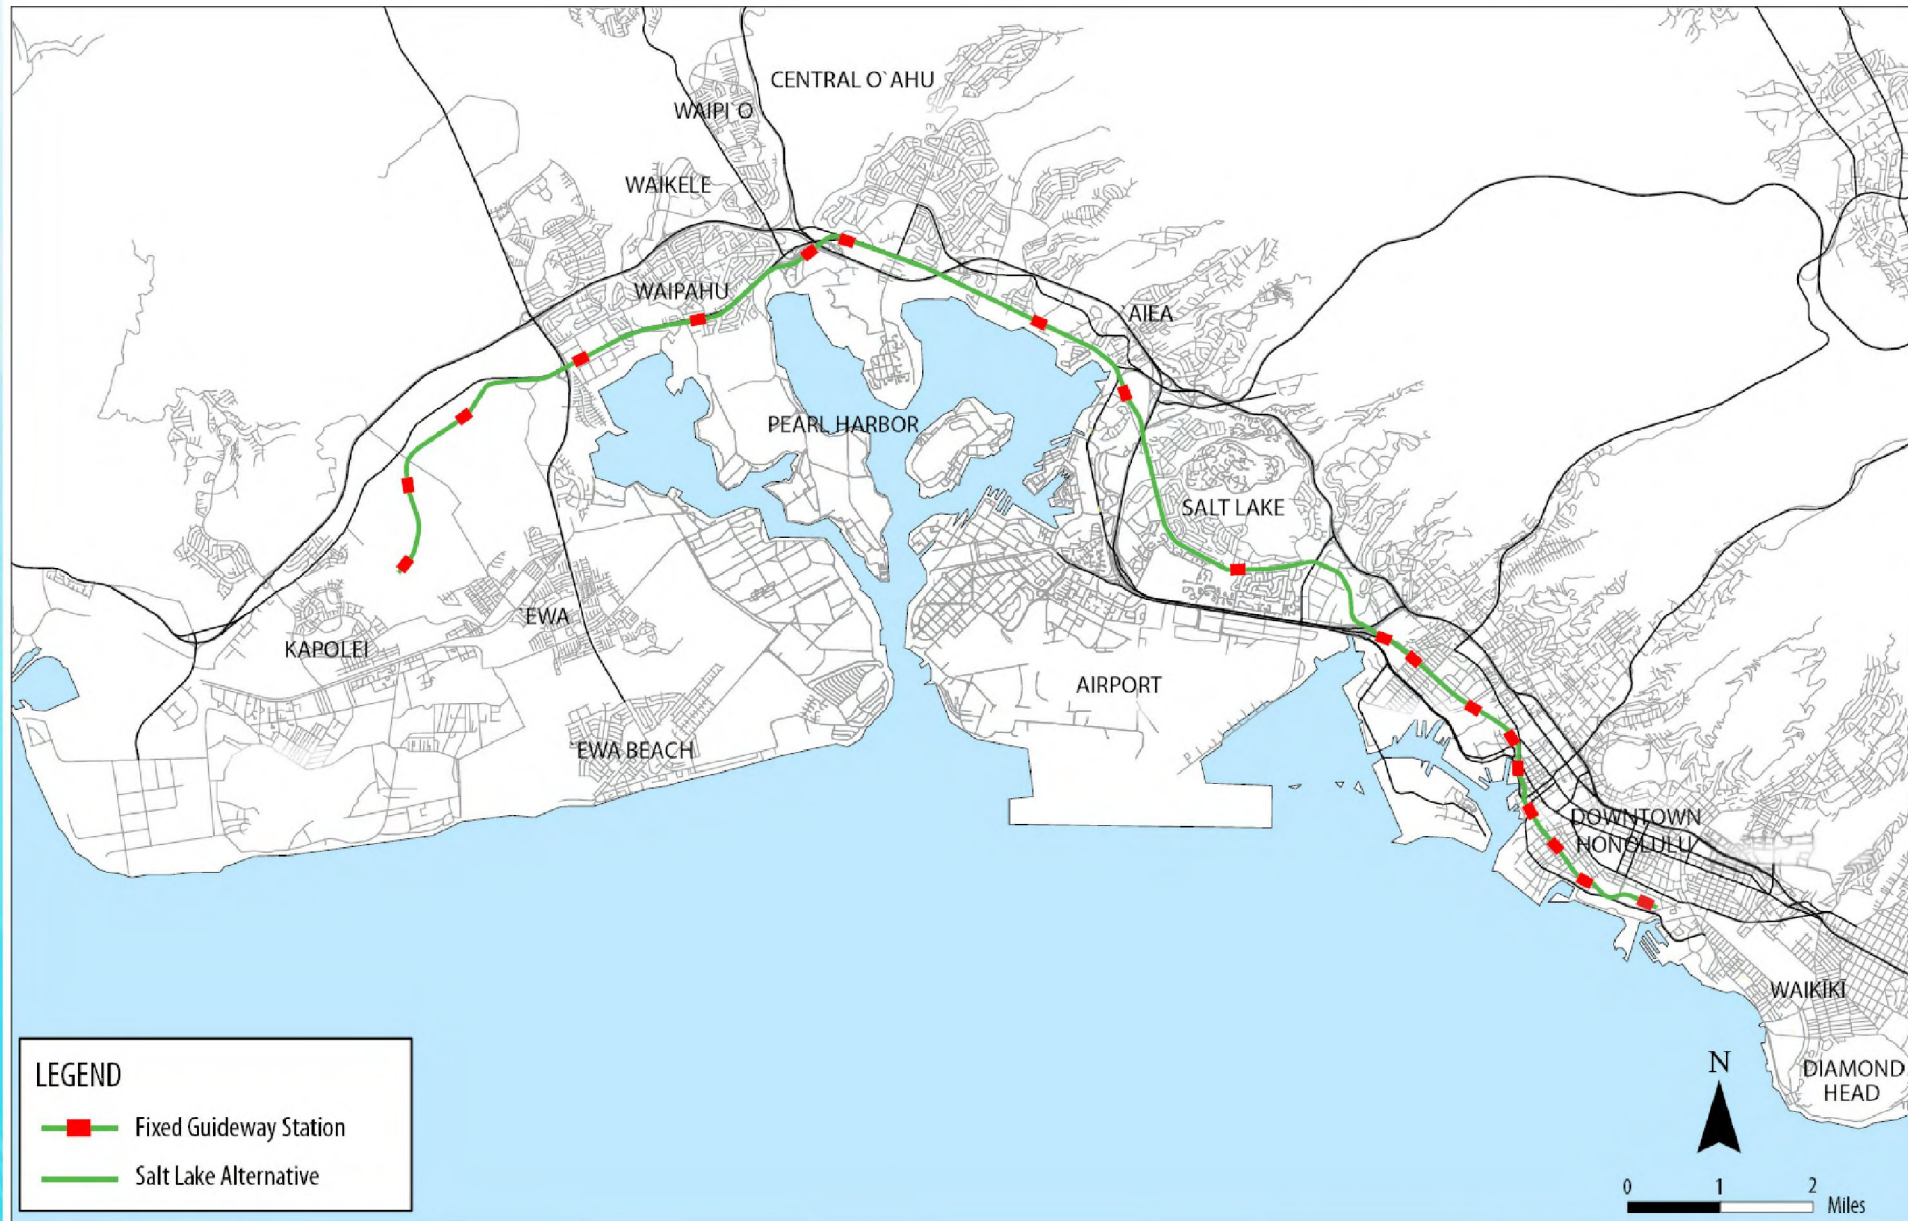 CENTRAL O`AHU
WAIPI`O
WAIKELE
WAIPAHU
`AIEA
PEARL HARBOR
SALT LAKE
`EWA
KAPOLEI
AIRPORT
`EWA BEACH
DOWNTOWN
HONOLULU
WAIKIKI
DIAMOND
HEAD
N
0 1 2
Miles
LEGEND
Fixed Guideway Station
Salt Lake Alternative